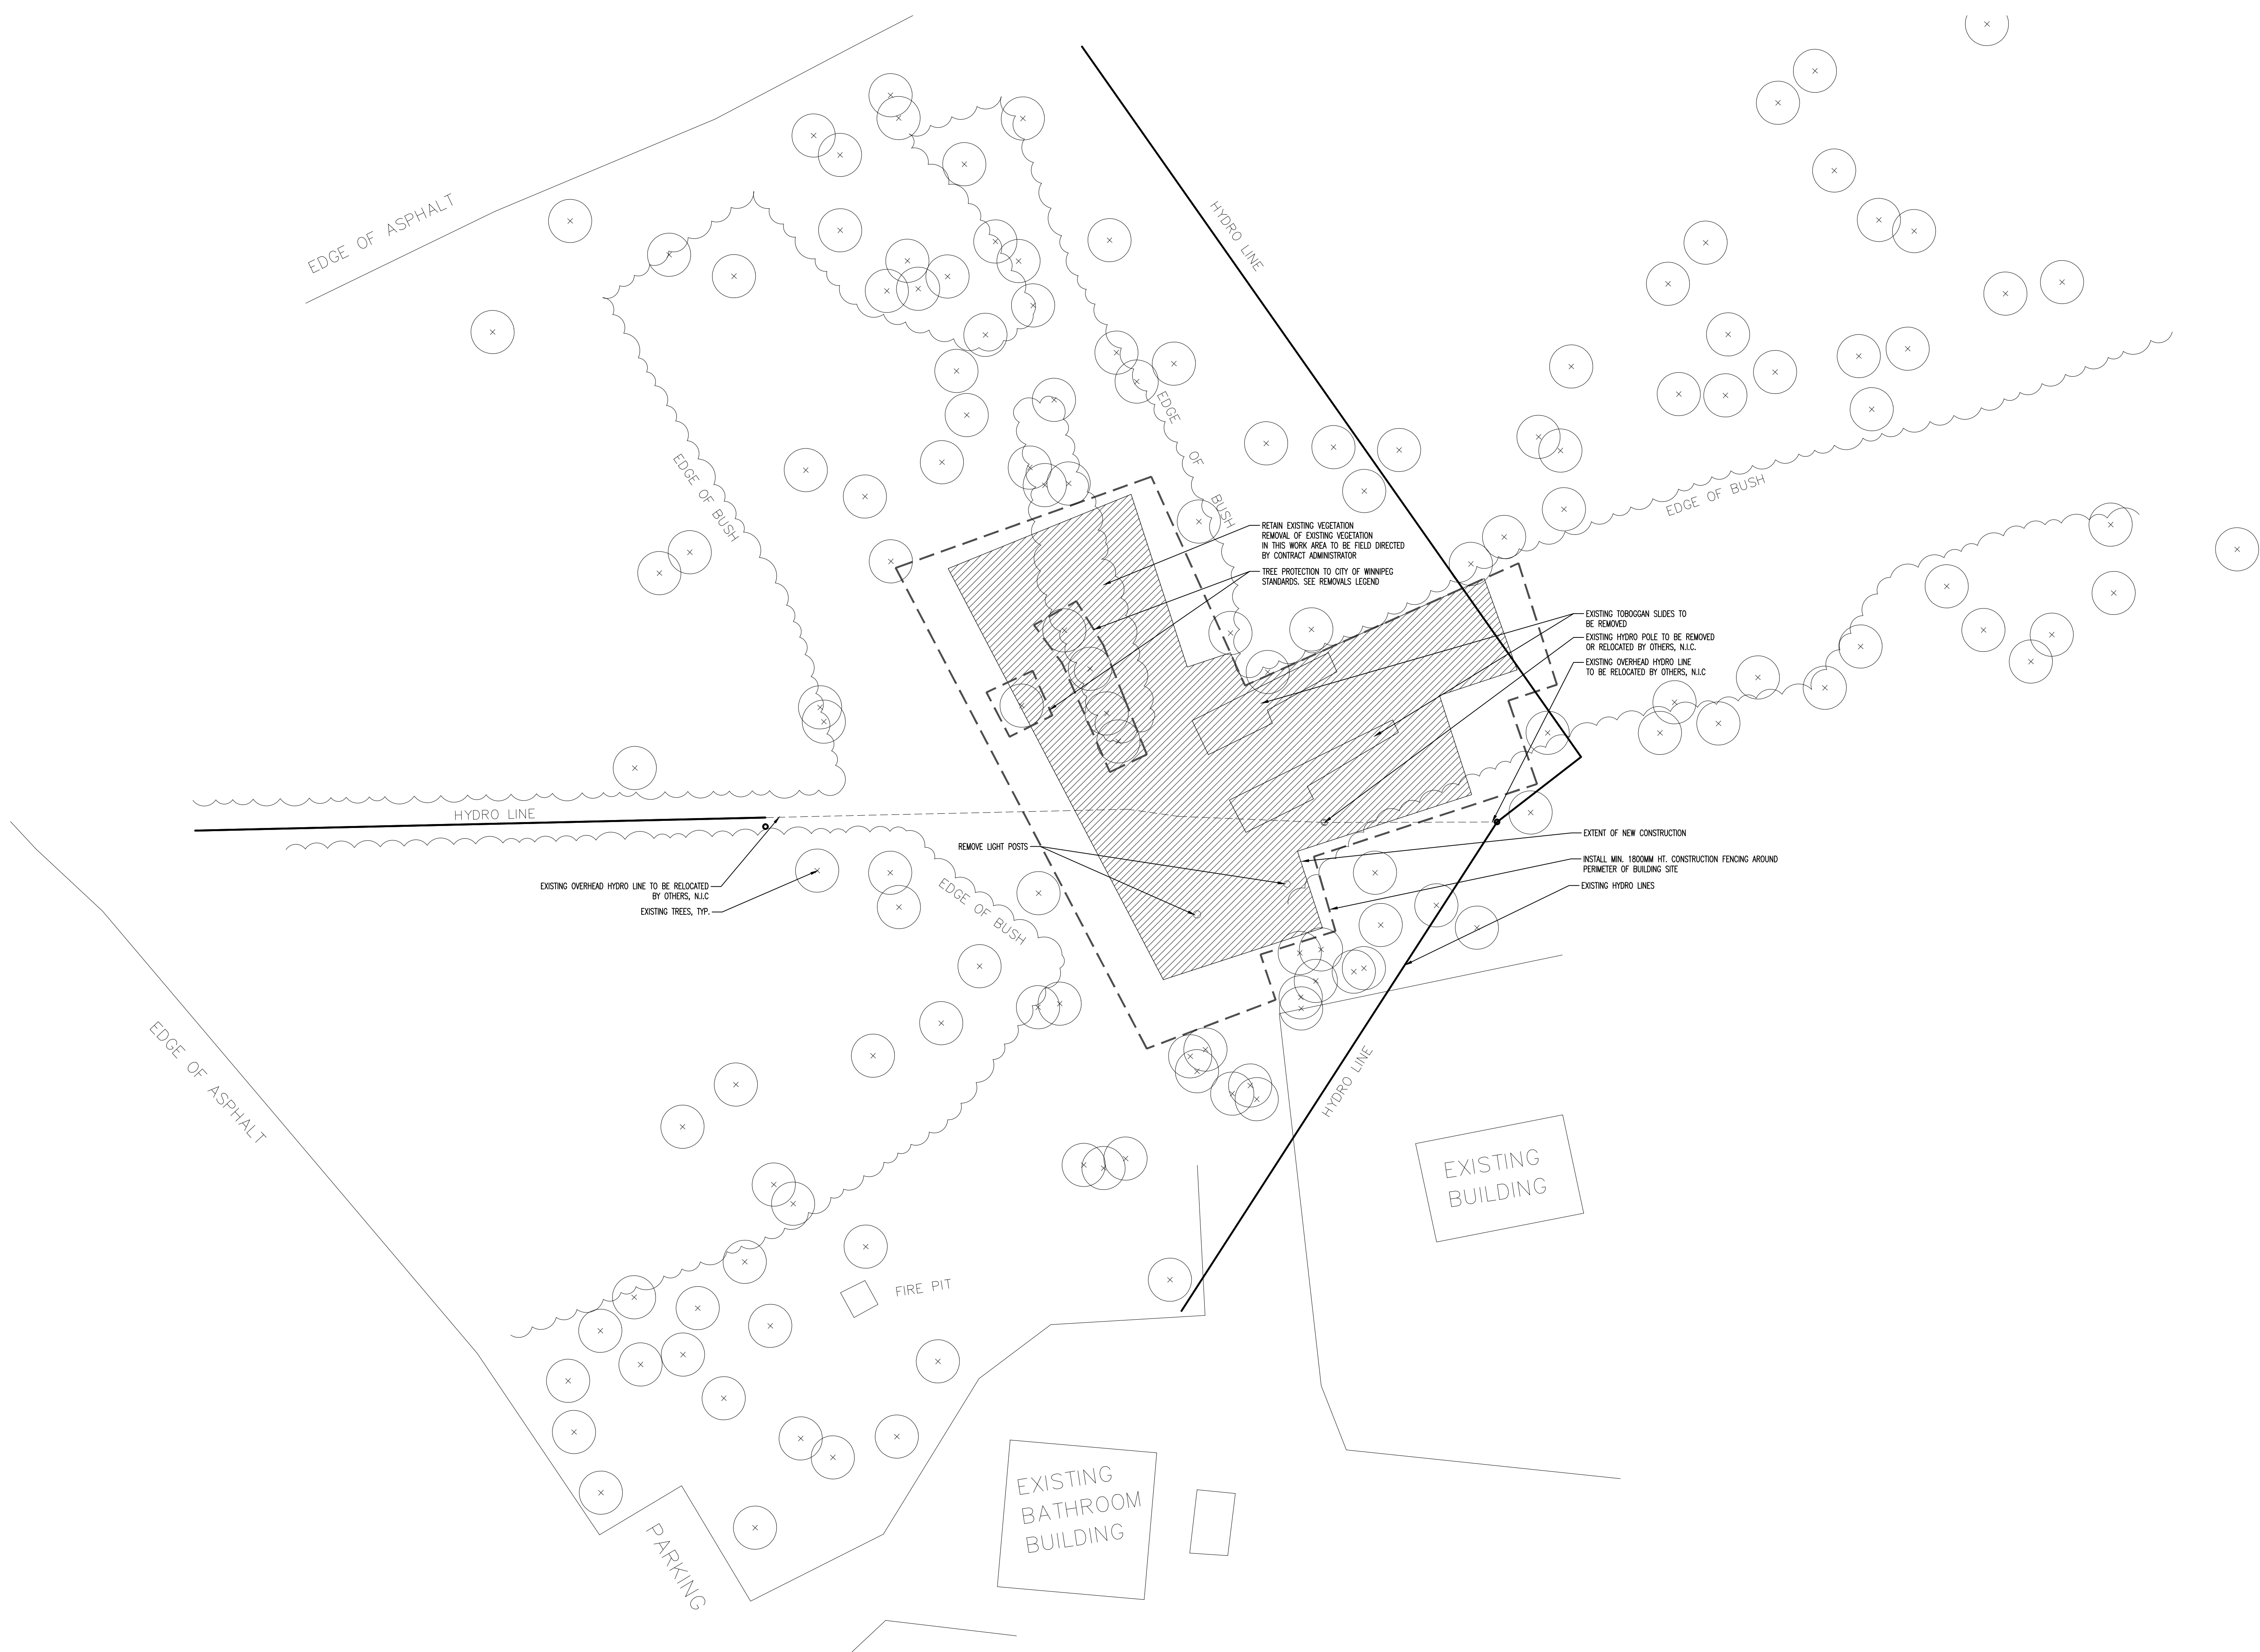 EDGE OF ASPHALT
HYDRO LINE
EDGE OF BUSH
EDGE OF BUSH
EDGE OF BUSH
RETAIN EXISTING VEGETATION
REMOVAL OF EXISTING VEGETATION
IN THIS WORK AREA TO BE FIELD DIRECTED
BY CONTRACT ADMINISTRATOR
TREE PROTECTION TO CITY OF WINNIPEG
STANDARDS. SEE REMOVALS LEGEND
EXISTING TOBOGGAN SLIDES TO
BE REMOVED
EXISTING HYDRO POLE TO BE REMOVED
OR RELOCATED BY OTHERS, N.I.C.
EXISTING OVERHEAD HYDRO LINE
TO BE RELOCATED BY OTHERS, N.I.C
HYDRO LINE
EXTENT OF NEW CONSTRUCTION
REMOVE LIGHT POSTS
INSTALL MIN. 1800MM HT. CONSTRUCTION FENCING AROUND
PERIMETER OF BUILDING SITE
EXISTING HYDRO LINES
EXISTING OVERHEAD HYDRO LINE TO BE RELOCATED
BY OTHERS, N.I.C
EXISTING TREES, TYP.
EDGE OF BUSH
EDGE OF ASPHALT
HYDRO LINE
EXISTING
BUILDING
FIRE PIT
EXISTING
BATHROOM
BUILDING
PARKING